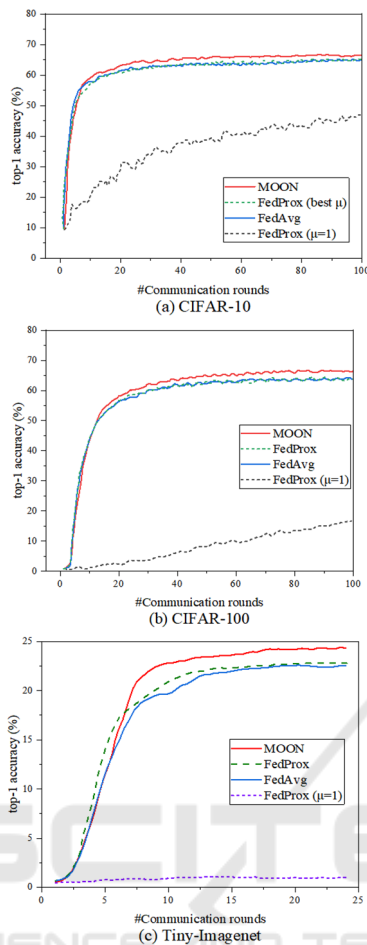 80
70
60
50
40
30
20
10
0
top-1 accuracy (%)
MOON
FedProx (best μ)
FedAvg
FedProx (μ=1)
0 20 40 60 80 100
#Communication rounds
(a) CIFAR-10
80
70
60
50
40
30
20
10
0
top-1 accuracy (%)
MOON
FedProx
FedAvg
FedProx (μ=1)
0 20 40 60 80 100
#Communication rounds
(b) CIFAR-100
25
20
15
10
5
0
top-1 accuracy (%)
MOON
FedProx
FedAvg
FedProx (μ=1)
0 5 10 15 20 25
#Communication rounds
(c) Tiny-Imagenet